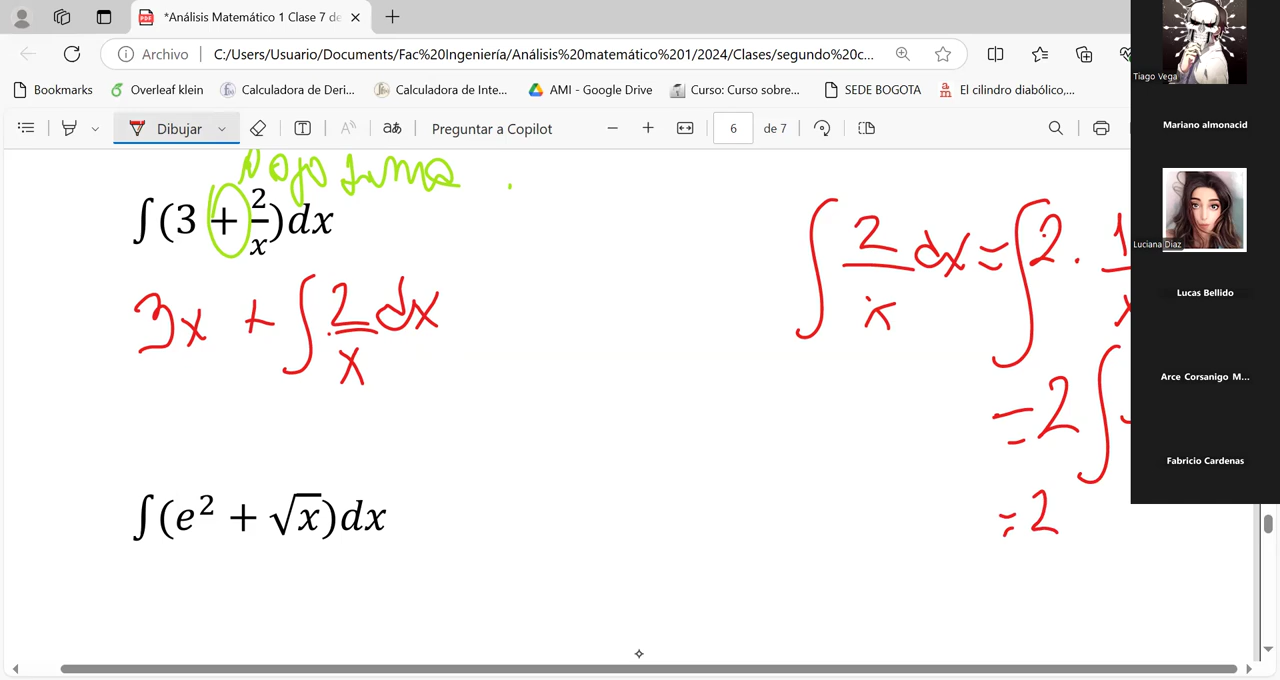 *Análisis Matemático 1 Clase 7 de
Archivo
C:/Users/Usuario/Documents/Fac%20Ingeniería/Análisis%20matemático%201/2024/Clases/segundo%20c...
Bookmarks
Overleaf klein
Calculadora de Deri...
Calculadora de Inte...
AMI - Google Drive
Curso: Curso sobre...
SEDE BOGOTA
El cilindro diabólico,...
Dibujar
Preguntar a Copilot
6
de 7
Tiago Vega
Mariano almonacid
Luciana Diaz
Lucas Bellido
Arce Corsanigo M...
Fabricio Cardenas
∫(3 + 2/x)dx
3x + ∫ 2/x dx
∫ 2/x dx = ∫ 2 . 1/x
= 2 ∫
= 2
∫(e² + √x)dx